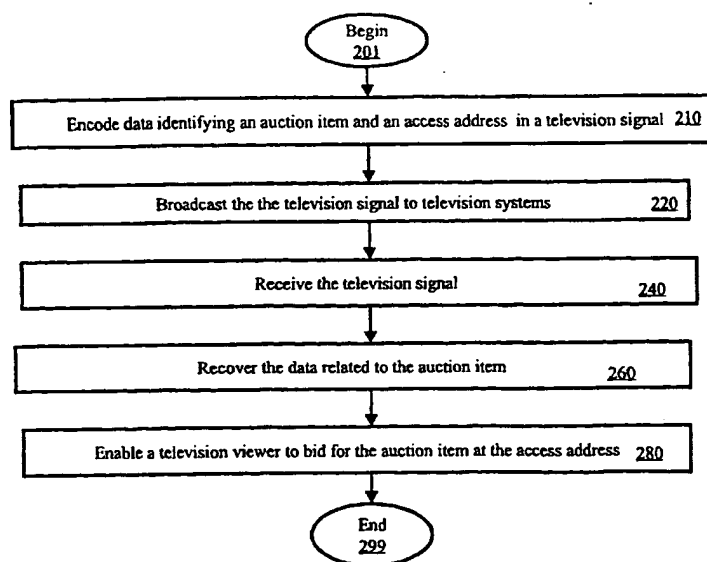 Begin
201
Encode data identifying an auction item and an access address in a television signal 210
Broadcast the the television signal to television systems 220
Receive the television signal 240
Recover the data related to the auction item 260
Enable a television viewer to bid for the auction item at the access address 280
End
299